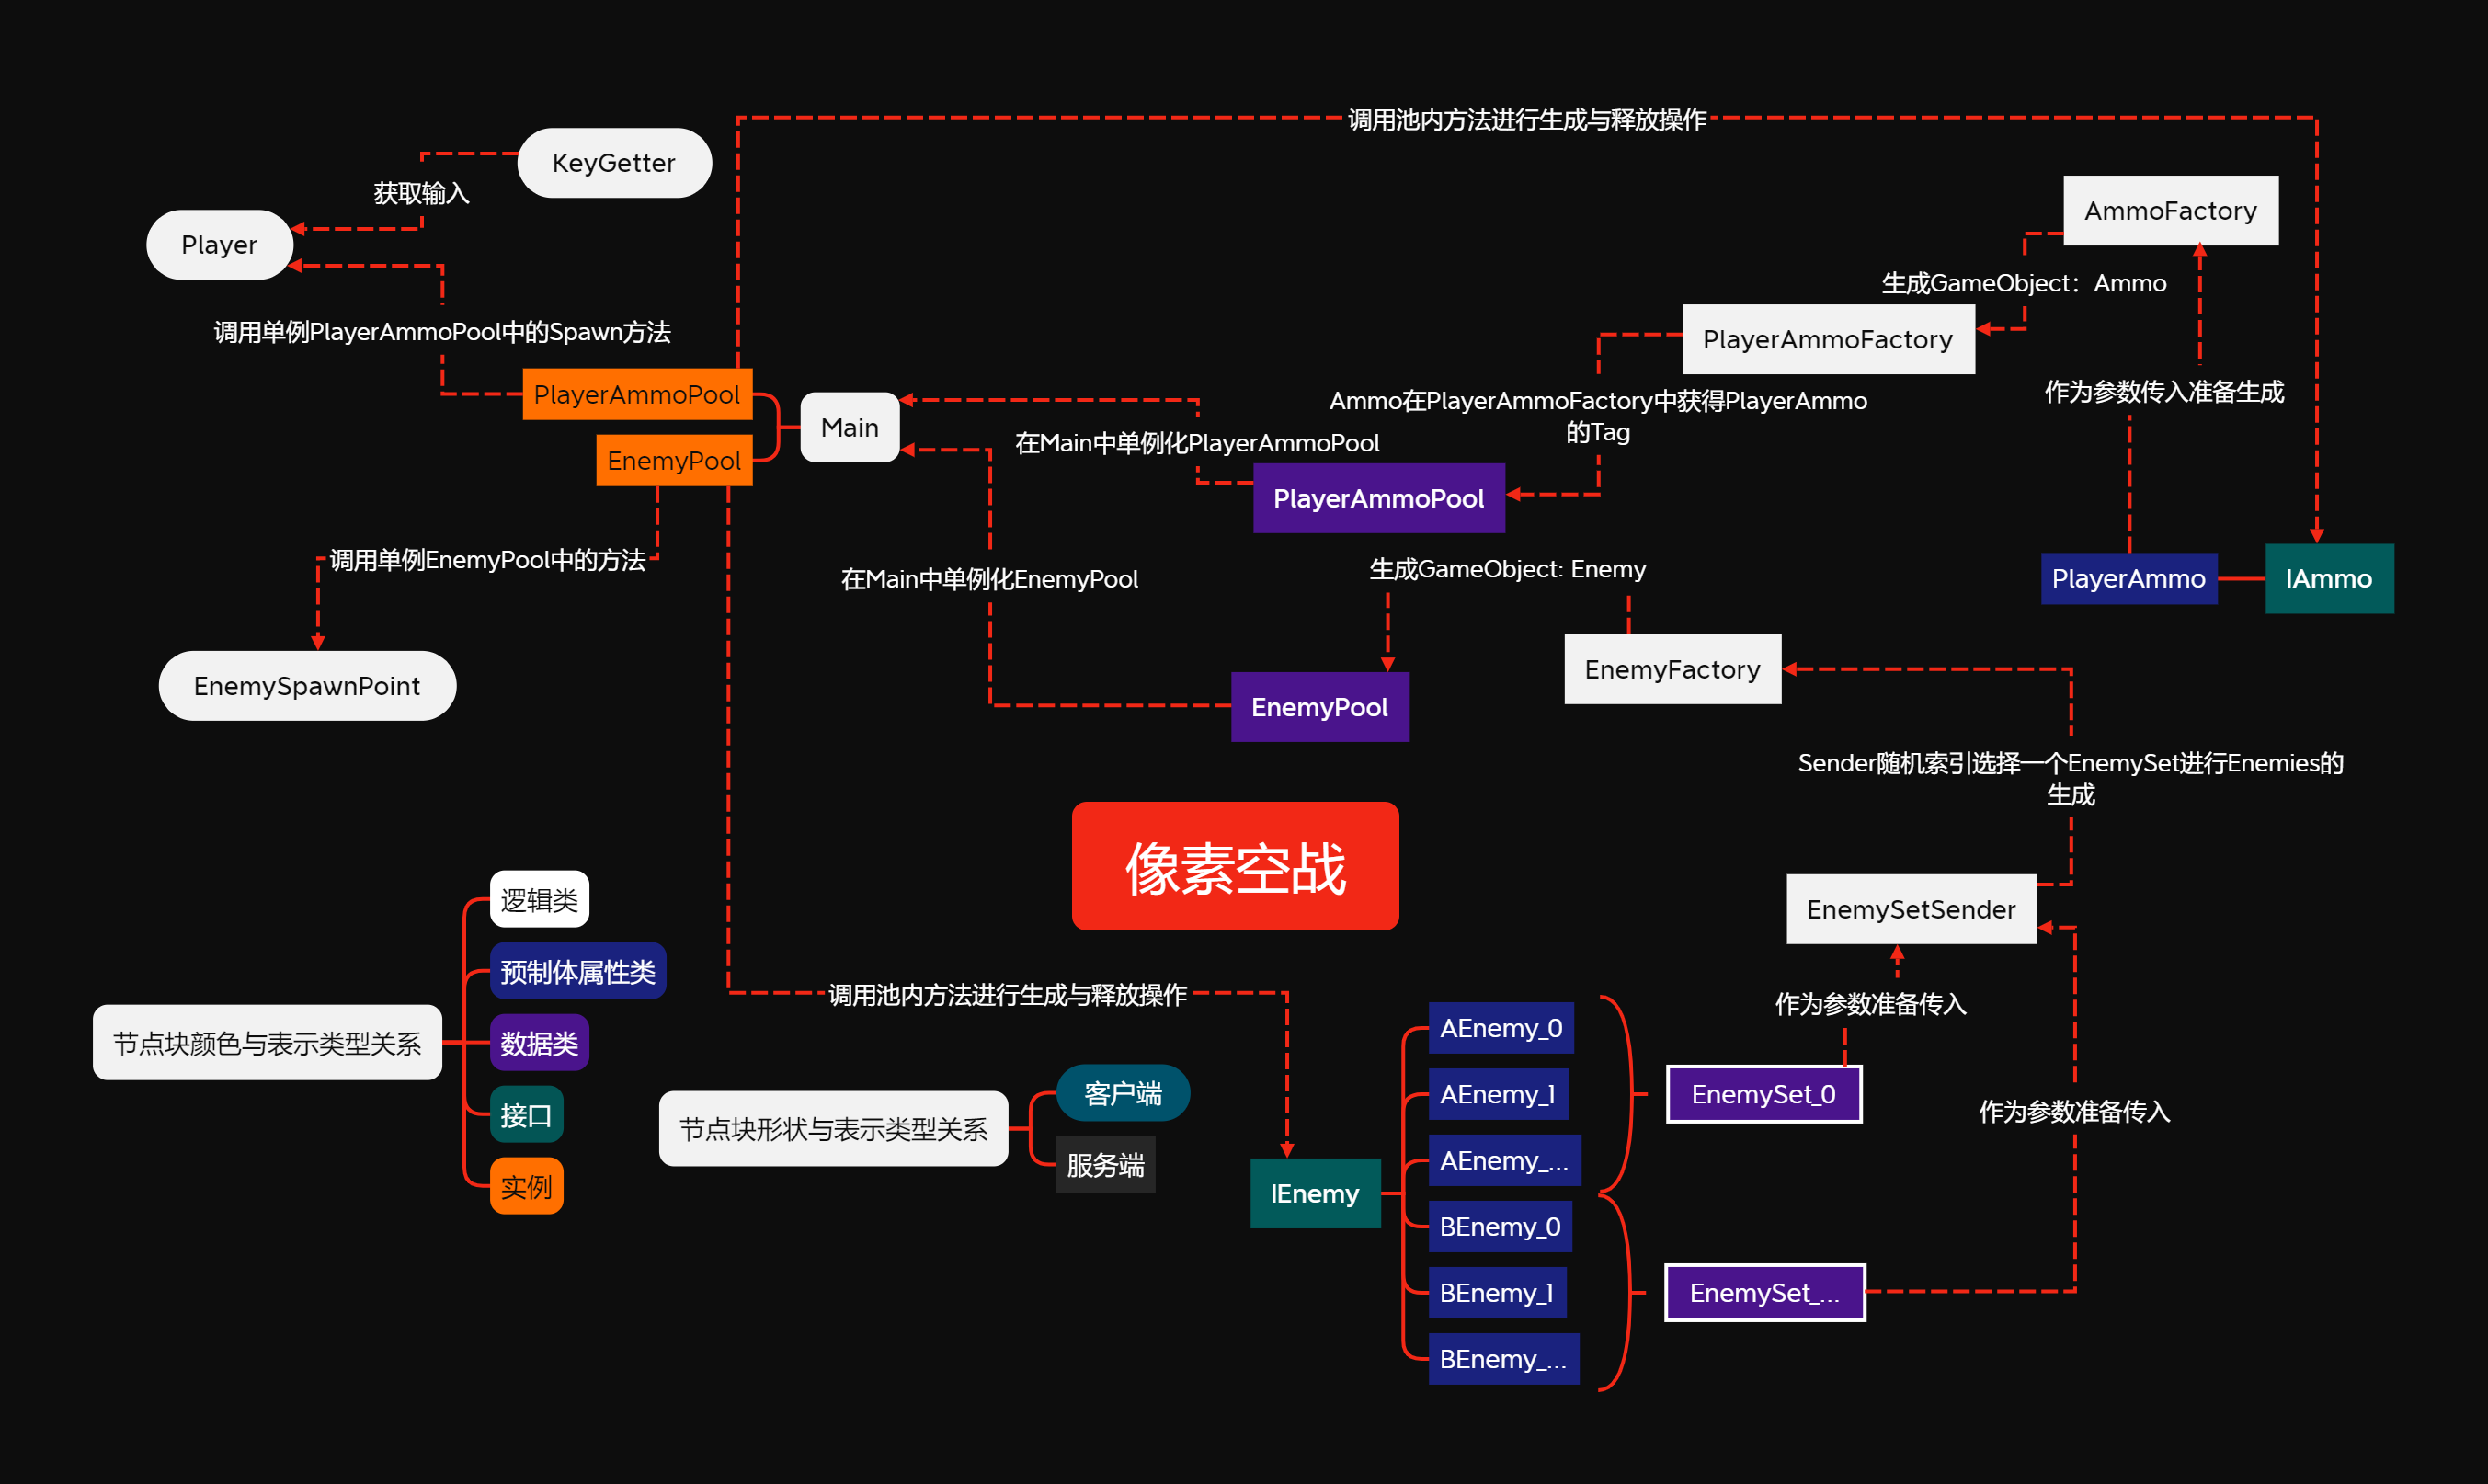 调用池内方法进行生成与释放操作
KeyGetter
获取输入
Player
AmmoFactory
生成GameObject：Ammo
调用单例PlayerAmmoPool中的Spawn方法
PlayerAmmoFactory
PlayerAmmoPool
Main
EnemyPool
作为参数传入准备生成
Ammo在PlayerAmmoFactory中获得PlayerAmmo
的Tag
在Main中单例化PlayerAmmoPool
PlayerAmmoPool
调用单例EnemyPool中的方法
在Main中单例化EnemyPool
生成GameObject: Enemy
PlayerAmmo
IAmmo
EnemySpawnPoint
EnemyFactory
EnemyPool
Sender随机索引选择一个EnemySet进行Enemies的
生成
像素空战
EnemySetSender
逻辑类
预制体属性类
数据类
接口
实例
节点块颜色与表示类型关系
调用池内方法进行生成与释放操作
节点块形状与表示类型关系
客户端
服务端
IEnemy
AEnemy_0
AEnemy_1
AEnemy_...
BEnemy_0
BEnemy_1
BEnemy_...
作为参数准备传入
EnemySet_0
作为参数准备传入
EnemySet_...